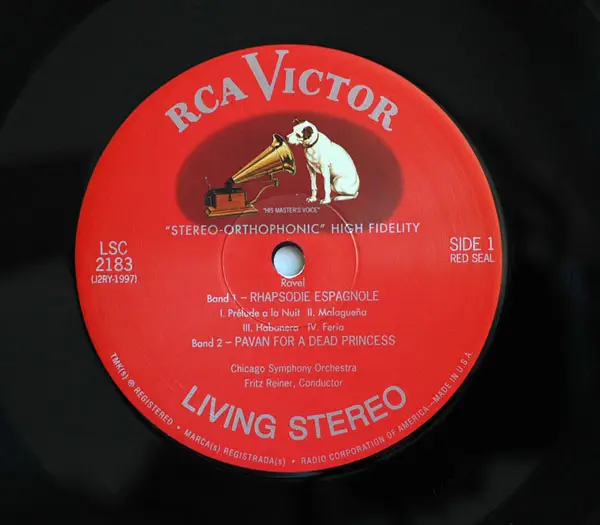 RCA VICTOR
"HIS MASTER'S VOICE"
"STEREO-ORTHOPHONIC" HIGH FIDELITY
LSC
2183
(J2RY-1997)
SIDE 1
RED SEAL
Ravel
Band 1 – RHAPSODIE ESPAGNOLE
I. Prélude a la Nuit II. Malagueña
III. Habanera IV. Feria
Band 2 – PAVAN FOR A DEAD PRINCESS
Chicago Symphony Orchestra
Fritz Reiner, Conductor
LIVING STEREO
TMK(s) ® REGISTERED • MARCA(s) REGISTRADA(s) • RADIO CORPORATION OF AMERICA—MADE IN U.S.A.